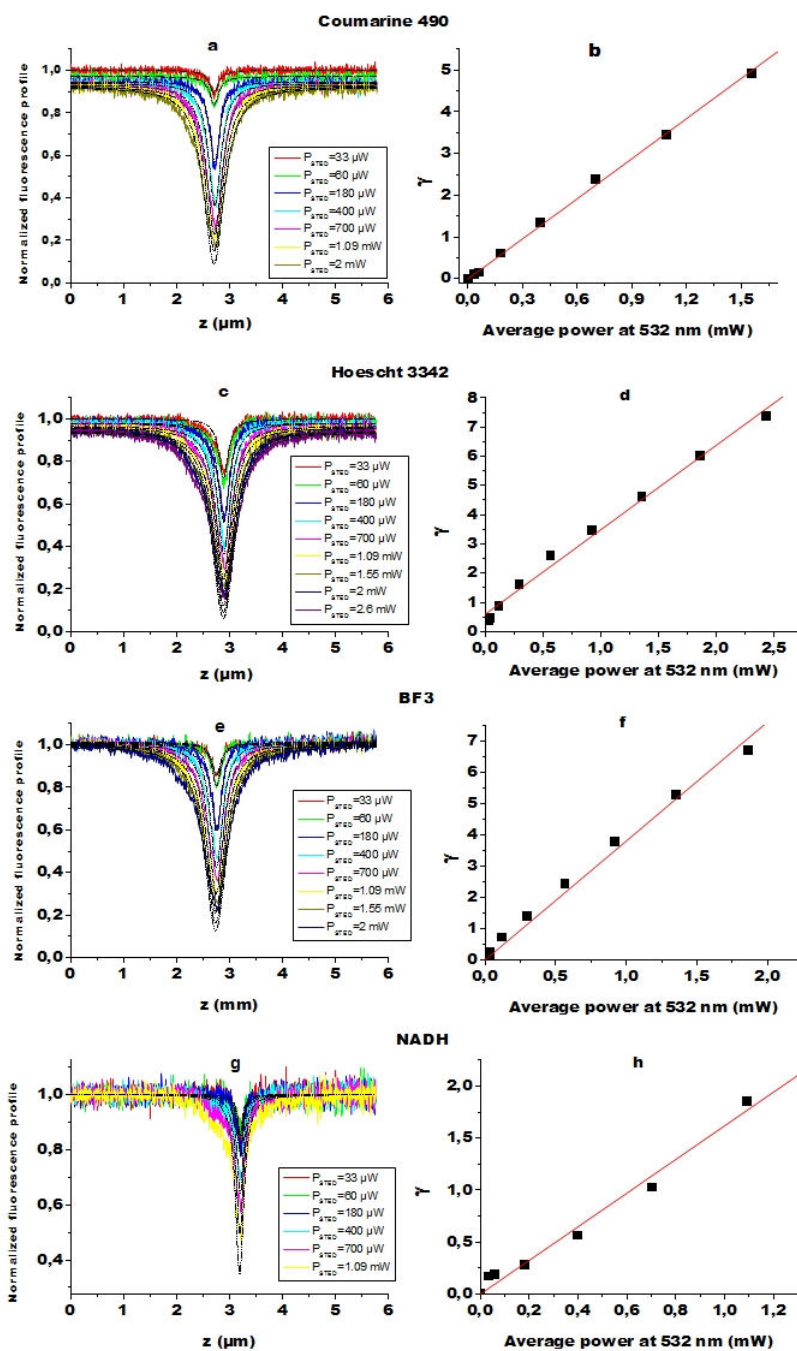 Coumarine 490
a
Normalized fluorescence profile
1,0
0,8
0,6
0,4
0,2
0,0
P_STED=33 µW
P_STED=60 µW
P_STED=180 µW
P_STED=400 µW
P_STED=700 µW
P_STED=1.09 mW
P_STED=2 mW
0 1 2 3 4 5 6
z (µm)
b
γ
5
4
3
2
1
0
0,0 0,3 0,6 0,9 1,2 1,5
Average power at 532 nm (mW)
Hoescht 3342
c
Normalized fluorescence profile
1,0
0,8
0,6
0,4
0,2
0,0
P_STED=33 µW
P_STED=60 µW
P_STED=180 µW
P_STED=400 µW
P_STED=700 µW
P_STED=1.09 mW
P_STED=1.55 mW
P_STED=2 mW
P_STED=2.6 mW
0 1 2 3 4 5 6
z (µm)
d
γ
8
7
6
5
4
3
2
1
0
0,0 0,5 1,0 1,5 2,0 2,5
Average power at 532 nm (mW)
BF3
e
Normalized fluorescence profile
1,0
0,8
0,6
0,4
0,2
0,0
P_STED=33 µW
P_STED=60 µW
P_STED=180 µW
P_STED=400 µW
P_STED=700 µW
P_STED=1.09 mW
P_STED=1.55 mW
P_STED=2 mW
0 1 2 3 4 5 6
z (mm)
f
γ
7
6
5
4
3
2
1
0
0,0 0,5 1,0 1,5 2,0
Average power at 532 nm (mW)
NADH
g
Normalized fluorescence profile
1,0
0,8
0,6
0,4
P_STED=33 µW
P_STED=60 µW
P_STED=180 µW
P_STED=400 µW
P_STED=700 µW
P_STED=1.09 mW
0 1 2 3 4 5 6
z (µm)
h
γ
2,0
1,5
1,0
0,5
0,0
0,0 0,2 0,4 0,6 0,8 1,0 1,2
Average power at 532 nm (mW)